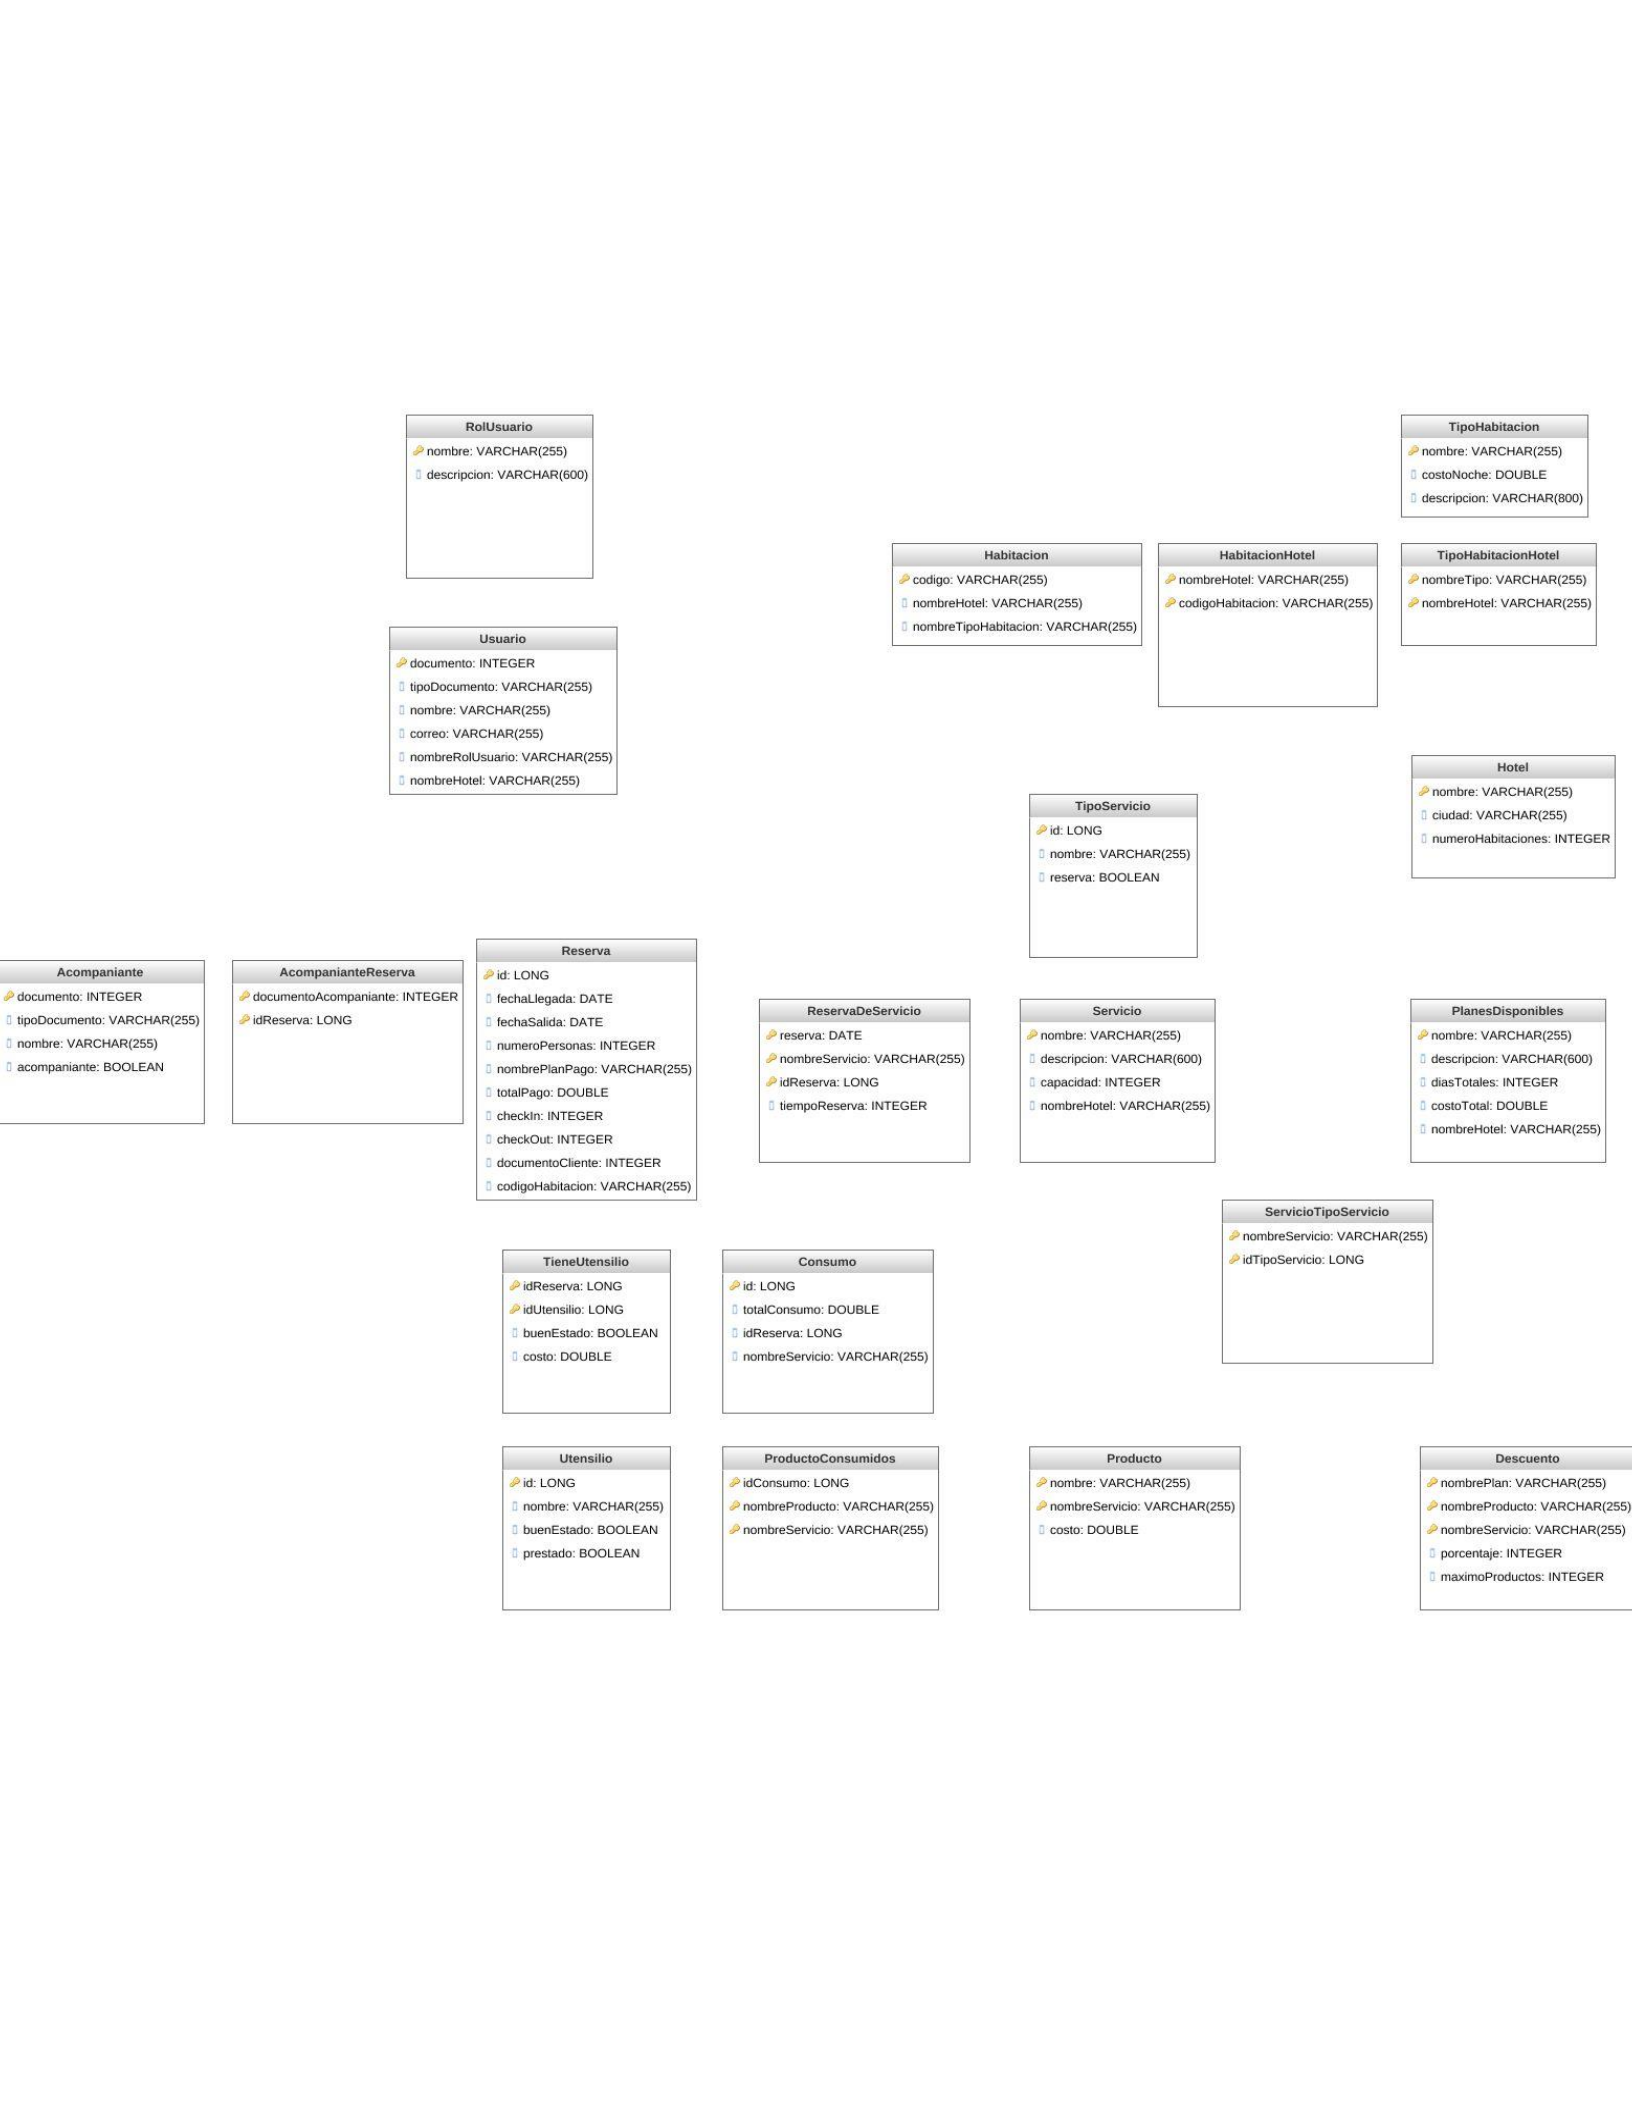 RolUsuario
nombre: VARCHAR(255)
descripcion: VARCHAR(600)
TipoHabitacion
nombre: VARCHAR(255)
costoNoche: DOUBLE
descripcion: VARCHAR(800)
Habitacion
codigo: VARCHAR(255)
nombreHotel: VARCHAR(255)
nombreTipoHabitacion: VARCHAR(255)
HabitacionHotel
nombreHotel: VARCHAR(255)
codigoHabitacion: VARCHAR(255)
TipoHabitacionHotel
nombreTipo: VARCHAR(255)
nombreHotel: VARCHAR(255)
Usuario
documento: INTEGER
tipoDocumento: VARCHAR(255)
nombre: VARCHAR(255)
correo: VARCHAR(255)
nombreRolUsuario: VARCHAR(255)
nombreHotel: VARCHAR(255)
Hotel
nombre: VARCHAR(255)
ciudad: VARCHAR(255)
numeroHabitaciones: INTEGER
TipoServicio
id: LONG
nombre: VARCHAR(255)
reserva: BOOLEAN
Acompaniante
documento: INTEGER
tipoDocumento: VARCHAR(255)
nombre: VARCHAR(255)
acompaniante: BOOLEAN
AcompanianteReserva
documentoAcompaniante: INTEGER
idReserva: LONG
Reserva
id: LONG
fechaLlegada: DATE
fechaSalida: DATE
numeroPersonas: INTEGER
nombrePlanPago: VARCHAR(255)
totalPago: DOUBLE
checkIn: INTEGER
checkOut: INTEGER
documentoCliente: INTEGER
codigoHabitacion: VARCHAR(255)
ReservaDeServicio
reserva: DATE
nombreServicio: VARCHAR(255)
idReserva: LONG
tiempoReserva: INTEGER
Servicio
nombre: VARCHAR(255)
descripcion: VARCHAR(600)
capacidad: INTEGER
nombreHotel: VARCHAR(255)
PlanesDisponibles
nombre: VARCHAR(255)
descripcion: VARCHAR(600)
diasTotales: INTEGER
costoTotal: DOUBLE
nombreHotel: VARCHAR(255)
ServicioTipoServicio
nombreServicio: VARCHAR(255)
idTipoServicio: LONG
TieneUtensilio
idReserva: LONG
idUtensilio: LONG
buenEstado: BOOLEAN
costo: DOUBLE
Consumo
id: LONG
totalConsumo: DOUBLE
idReserva: LONG
nombreServicio: VARCHAR(255)
Utensilio
id: LONG
nombre: VARCHAR(255)
buenEstado: BOOLEAN
prestado: BOOLEAN
ProductoConsumidos
idConsumo: LONG
nombreProducto: VARCHAR(255)
nombreServicio: VARCHAR(255)
Producto
nombre: VARCHAR(255)
nombreServicio: VARCHAR(255)
costo: DOUBLE
Descuento
nombrePlan: VARCHAR(255)
nombreProducto: VARCHAR(255)
nombreServicio: VARCHAR(255)
porcentaje: INTEGER
maximoProductos: INTEGER